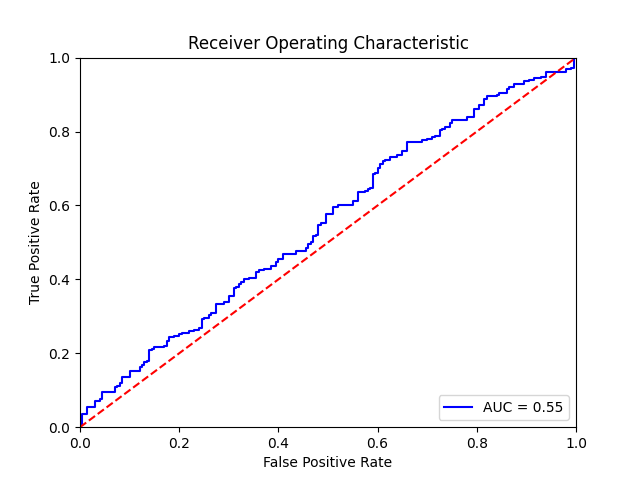 Receiver Operating Characteristic
1.0
0.8
0.6
0.4
0.2
0.0
True Positive Rate
AUC = 0.55
0.0 0.2 0.4 0.6 0.8 1.0
False Positive Rate